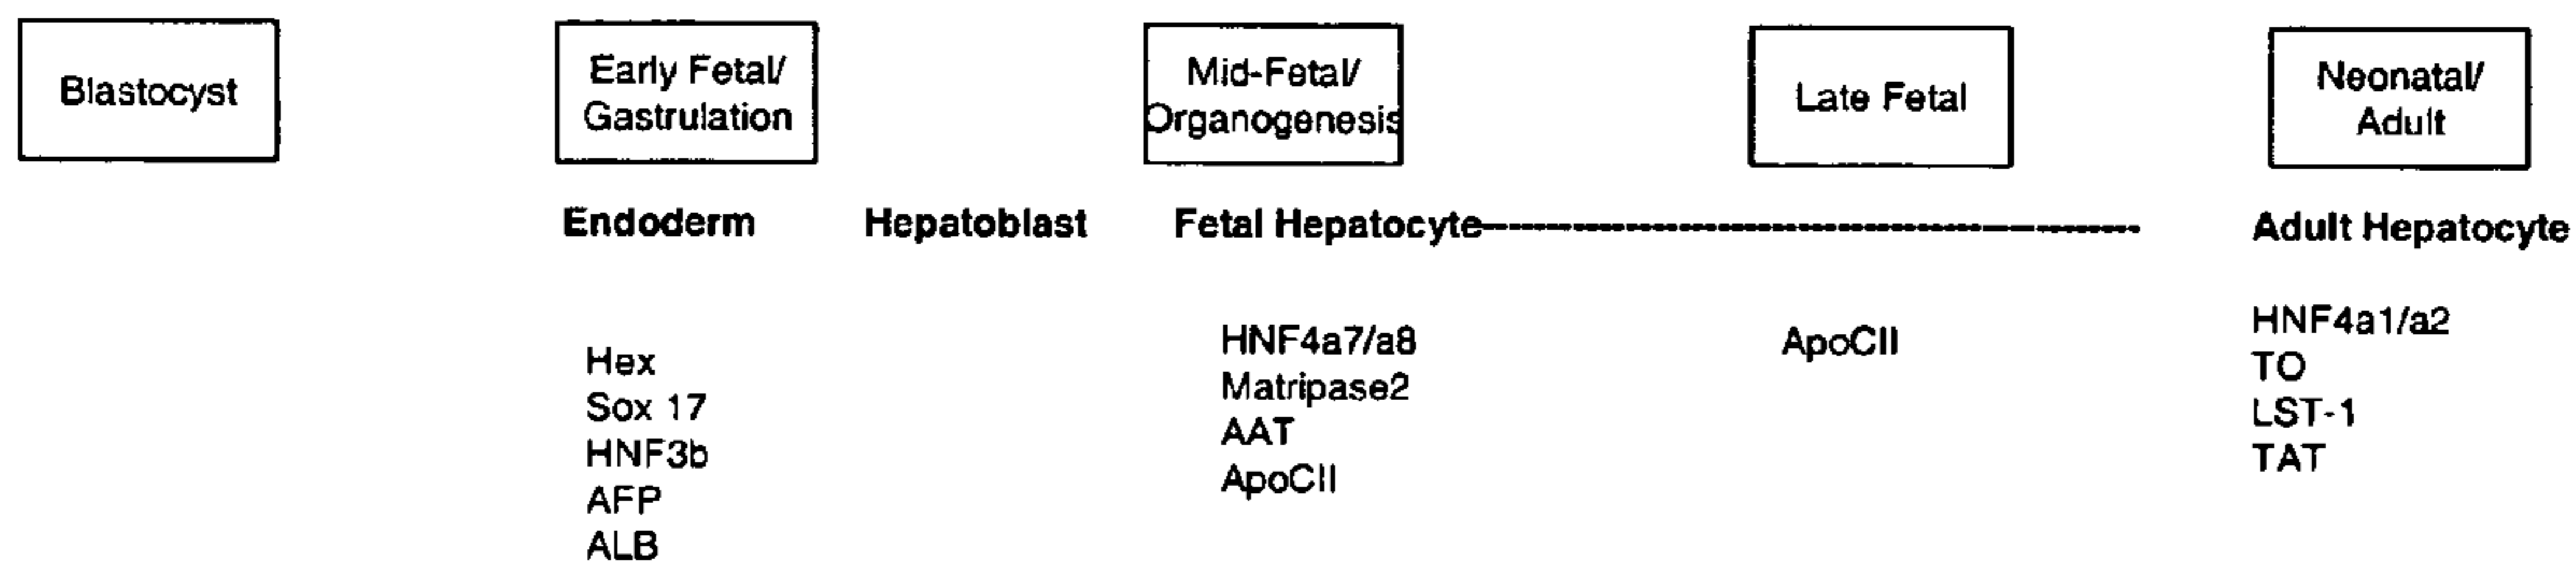 Blastocyst
Early Fetal/
Gastrulation
Mid-Fetal/
Organogenesis
Late Fetal
Neonatal/
Adult
Endoderm
Hepatoblast
Fetal Hepatocyte
Adult Hepatocyte
Hex
Sox 17
HNF3b
AFP
ALB
HNF4a7/a8
Matripase2
AAT
ApoCII
ApoCII
HNF4a1/a2
TO
LST-1
TAT